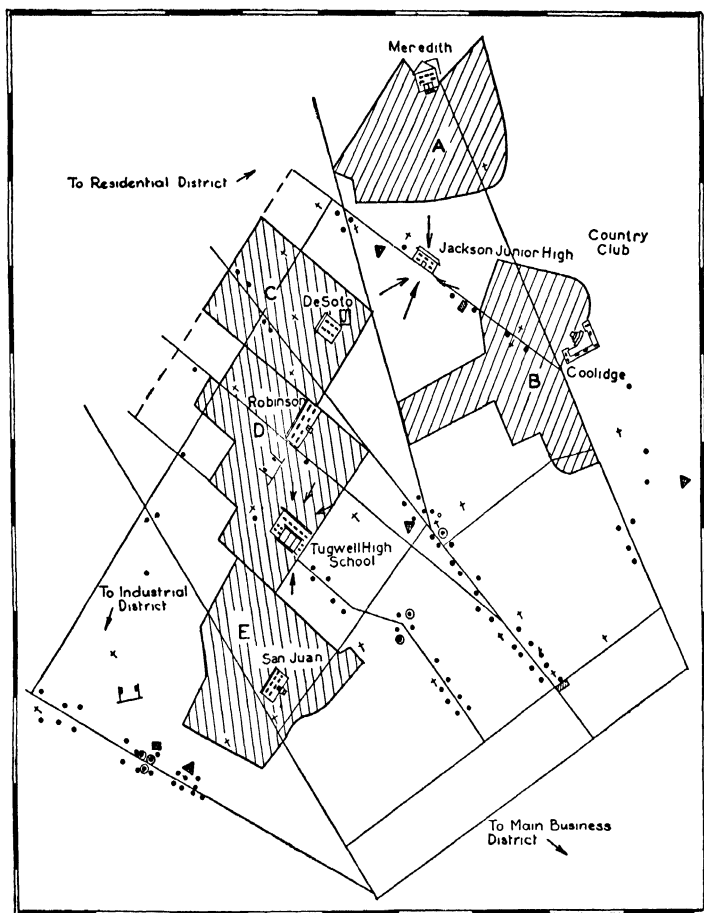 Meredith
A
To Residential District
Jackson Junior High
Country
Club
C
DeSoto
B
Coolidge
Robinson
D
Tugwell High
School
To Industrial
District
E
San Juan
To Main Business
District